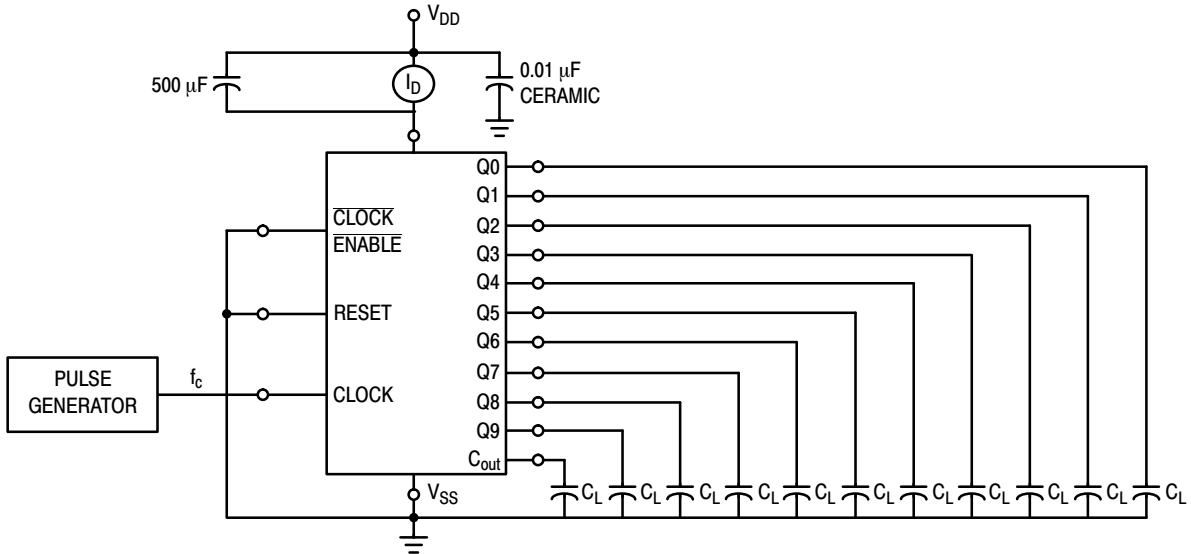 V_DD
500 μF
I_D
0.01 μF
CERAMIC
CLOCK
ENABLE
RESET
CLOCK
PULSE
GENERATOR
f_c
Q0
Q1
Q2
Q3
Q4
Q5
Q6
Q7
Q8
Q9
C_out
V_SS
C_L
C_L
C_L
C_L
C_L
C_L
C_L
C_L
C_L
C_L
C_L